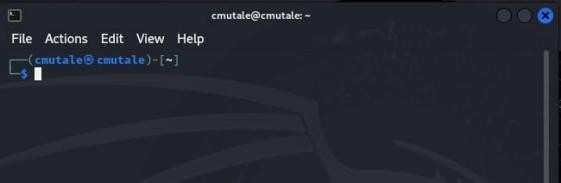 cmutale@cmutale: ~
File Actions Edit View Help
┌──(cmutale㉿cmutale)-[~]
└─$